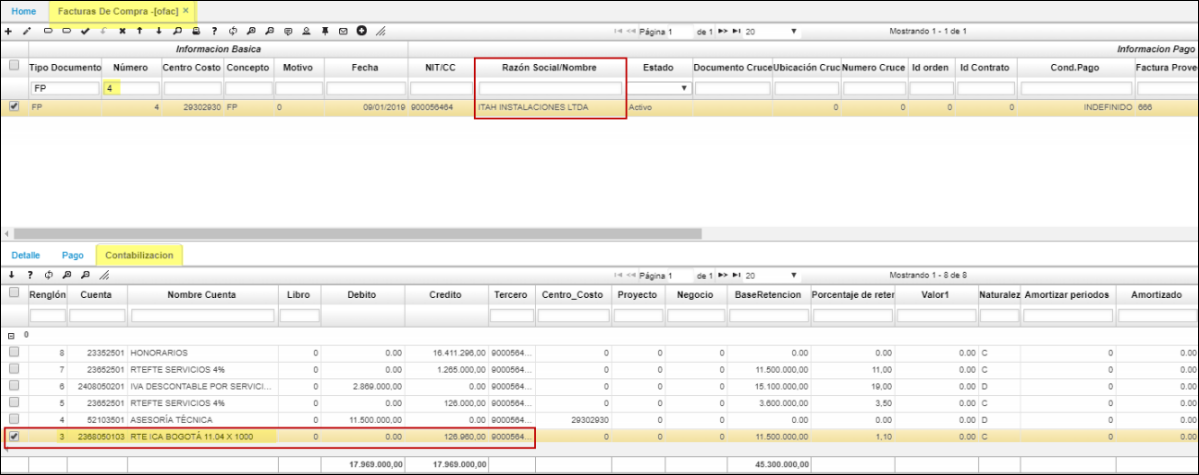 Home Facturas De Compra -[ofac] ×
Página 1 de 1 20 Mostrando 1 - 1 de 1
Informacion Basica Informacion Pago
Tipo Documento Número Centro Costo Concepto Motivo Fecha NIT/CC Razón Social/Nombre Estado Documento Cruce Ubicación Cruc Numero Cruce Id orden Id Contrato Cond.Pago Factura Prove
FP 4
FP 4 29302930 FP 0 09/01/2019 900056464 ITAH INSTALACIONES LTDA Activo 0 0 0 0 INDEFINIDO 666
Detalle Pago Contabilizacion
Página 1 de 1 20 Mostrando 1 - 8 de 8
Renglón Cuenta Nombre Cuenta Libro Debito Credito Tercero Centro_Costo Proyecto Negocio BaseRetencion Porcentaje de reter Valor1 Naturalez Amortizar periodos Amortizado
0
8 23352501 HONORARIOS 0 0.00 16.411.296,00 9000564... 0 0 0 0.00 0.00 0.00 C 0 0.00
7 23652501 RTEFTE SERVICIOS 4% 0 0.00 1.265.000,00 9000564... 0 0 0 11.500.000,00 11,00 0.00 C 0 0.00
6 2408050201 IVA DESCONTABLE POR SERVICI... 0 2.869.000,00 0.00 9000564... 0 0 0 15.100.000,00 19,00 0.00 D 0 0.00
5 23652501 RTEFTE SERVICIOS 4% 0 0.00 126.000,00 9000564... 0 0 0 3.600.000,00 3,50 0.00 C 0 0.00
4 52103501 ASESORÍA TÉCNICA 0 11.500.000,00 0.00 9000564... 29302930 0 0 0.00 0.00 0.00 D 0 0.00
3 2368050103 RTE ICA BOGOTÁ 11.04 X 1000 0 0.00 126.960,00 9000564... 0 0 0 11.500.000,00 1,10 0.00 C 0 0.00
17.969.000,00 17.969.000,00 45.300.000,00